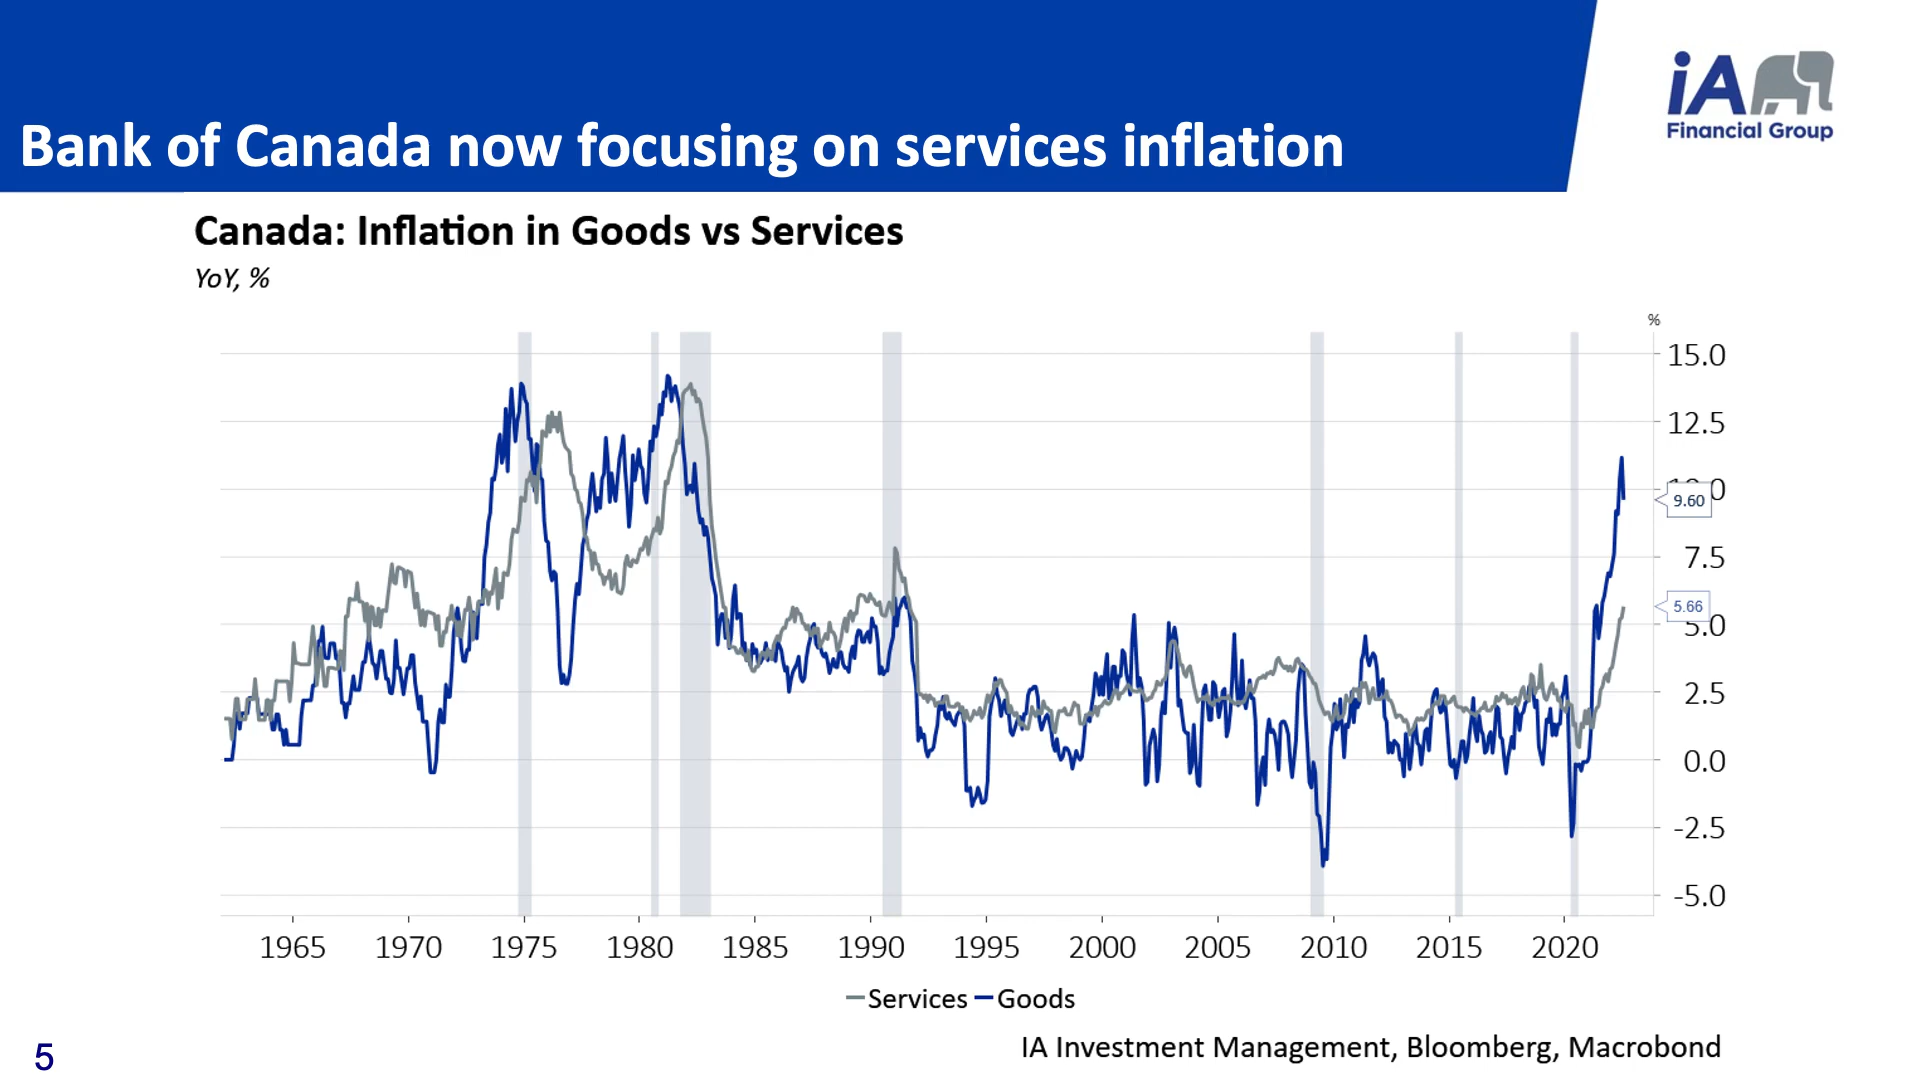 Bank of Canada now focusing on services inflation
iA
Financial Group
Canada: Inflation in Goods vs Services
YoY, %
%
15.0
12.5
9.60
7.5
5.66
5.0
2.5
0.0
-2.5
-5.0
1965 1970 1975 1980 1985 1990 1995 2000 2005 2010 2015 2020
Services Goods
IA Investment Management, Bloomberg, Macrobond
5